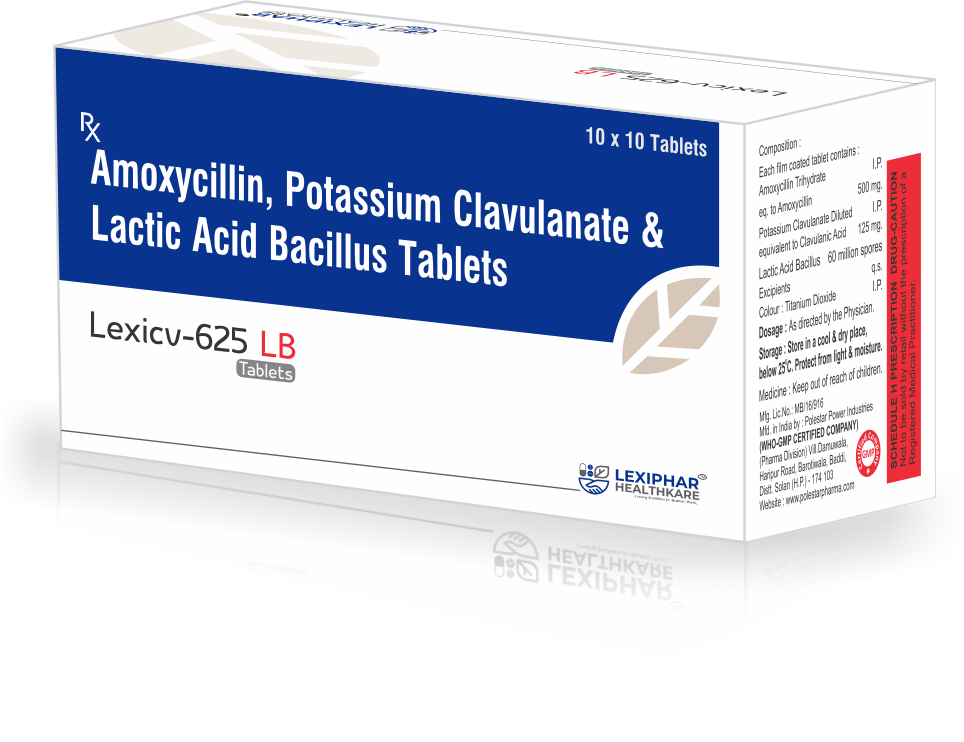 LEXIPHAR
HEALTHKARE
Lexicv-625 LB
Rx
10 x 10 Tablets
Amoxycillin, Potassium Clavulanate &
Lactic Acid Bacillus Tablets
Lexicv-625 LB
Tablets
LEXIPHAR
HEALTHKARE
Composition :
Each film coated tablet contains :
Amoxycillin Trihydrate I.P.
eq. to Amoxycillin 500 mg.
Potassium Clavulanate Diluted I.P.
equivalent to Clavulanic Acid 125 mg.
Lactic Acid Bacillus 60 million spores
Excipients q.s.
Colour : Titanium Dioxide I.P.
Dosage : As directed by the Physician.
Storage : Store in a cool & dry place,
below 25°C. Protect from light & moisture.
Medicine : Keep out of reach of children.
Mfg. Lic.No.: MB/16/916
Mfd. in India by : Polestar Power Industries
(WHO-GMP CERTIFIED COMPANY)
(Pharma Division) Vill.Damuwala,
Haripur Road, Barotiwala, Baddi,
Distt. Solan (H.P.) - 174 103
Website : www.polestarpharma.com
GMP
SCHEDULE H PRESCRIPTION DRUG-CAUTION
Not to be sold by retail without the prescription of a
Registered Medical Practitioner.